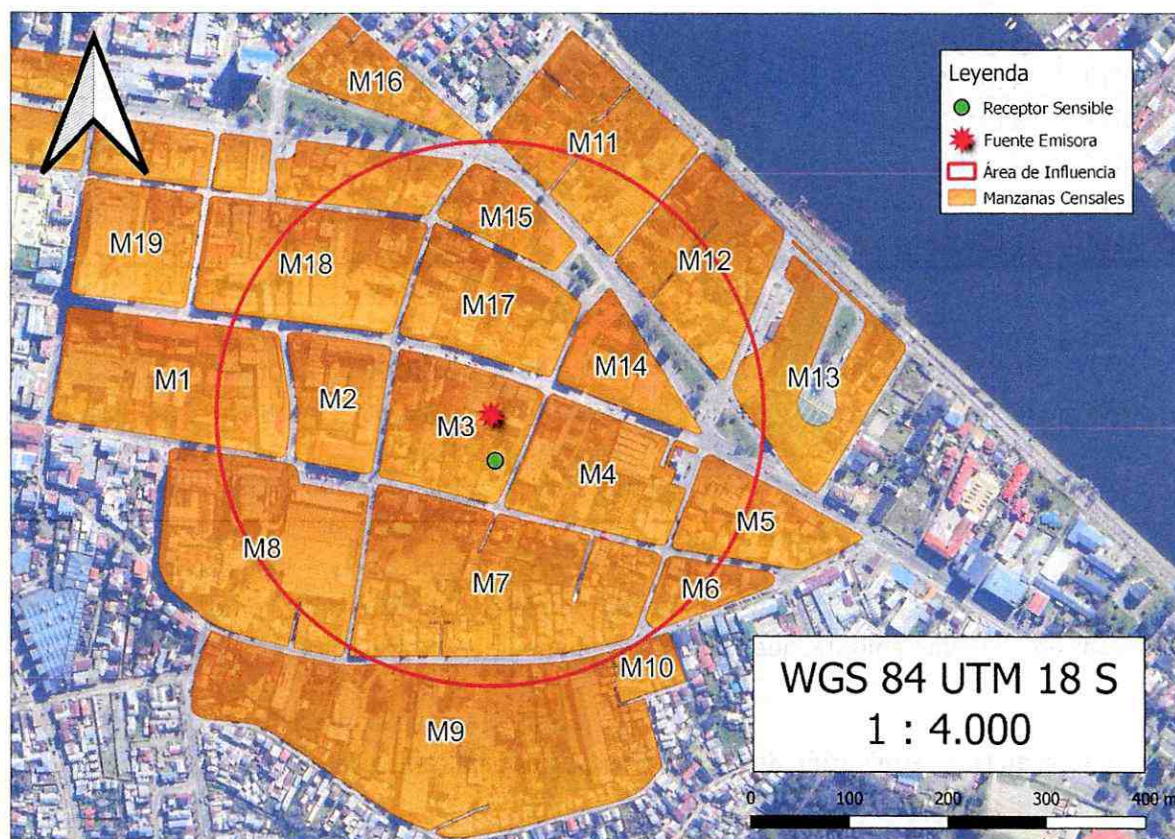 M16
M11
Leyenda
Receptor Sensible
Fuente Emisora
Área de Influencia
Manzanas Censales
M15
M19
M18
M12
M17
M14
M13
M1
M2
M3
M4
M5
M8
M7
M6
M10
M9
WGS 84 UTM 18 S
1 : 4.000
0 100 200 300 400 m